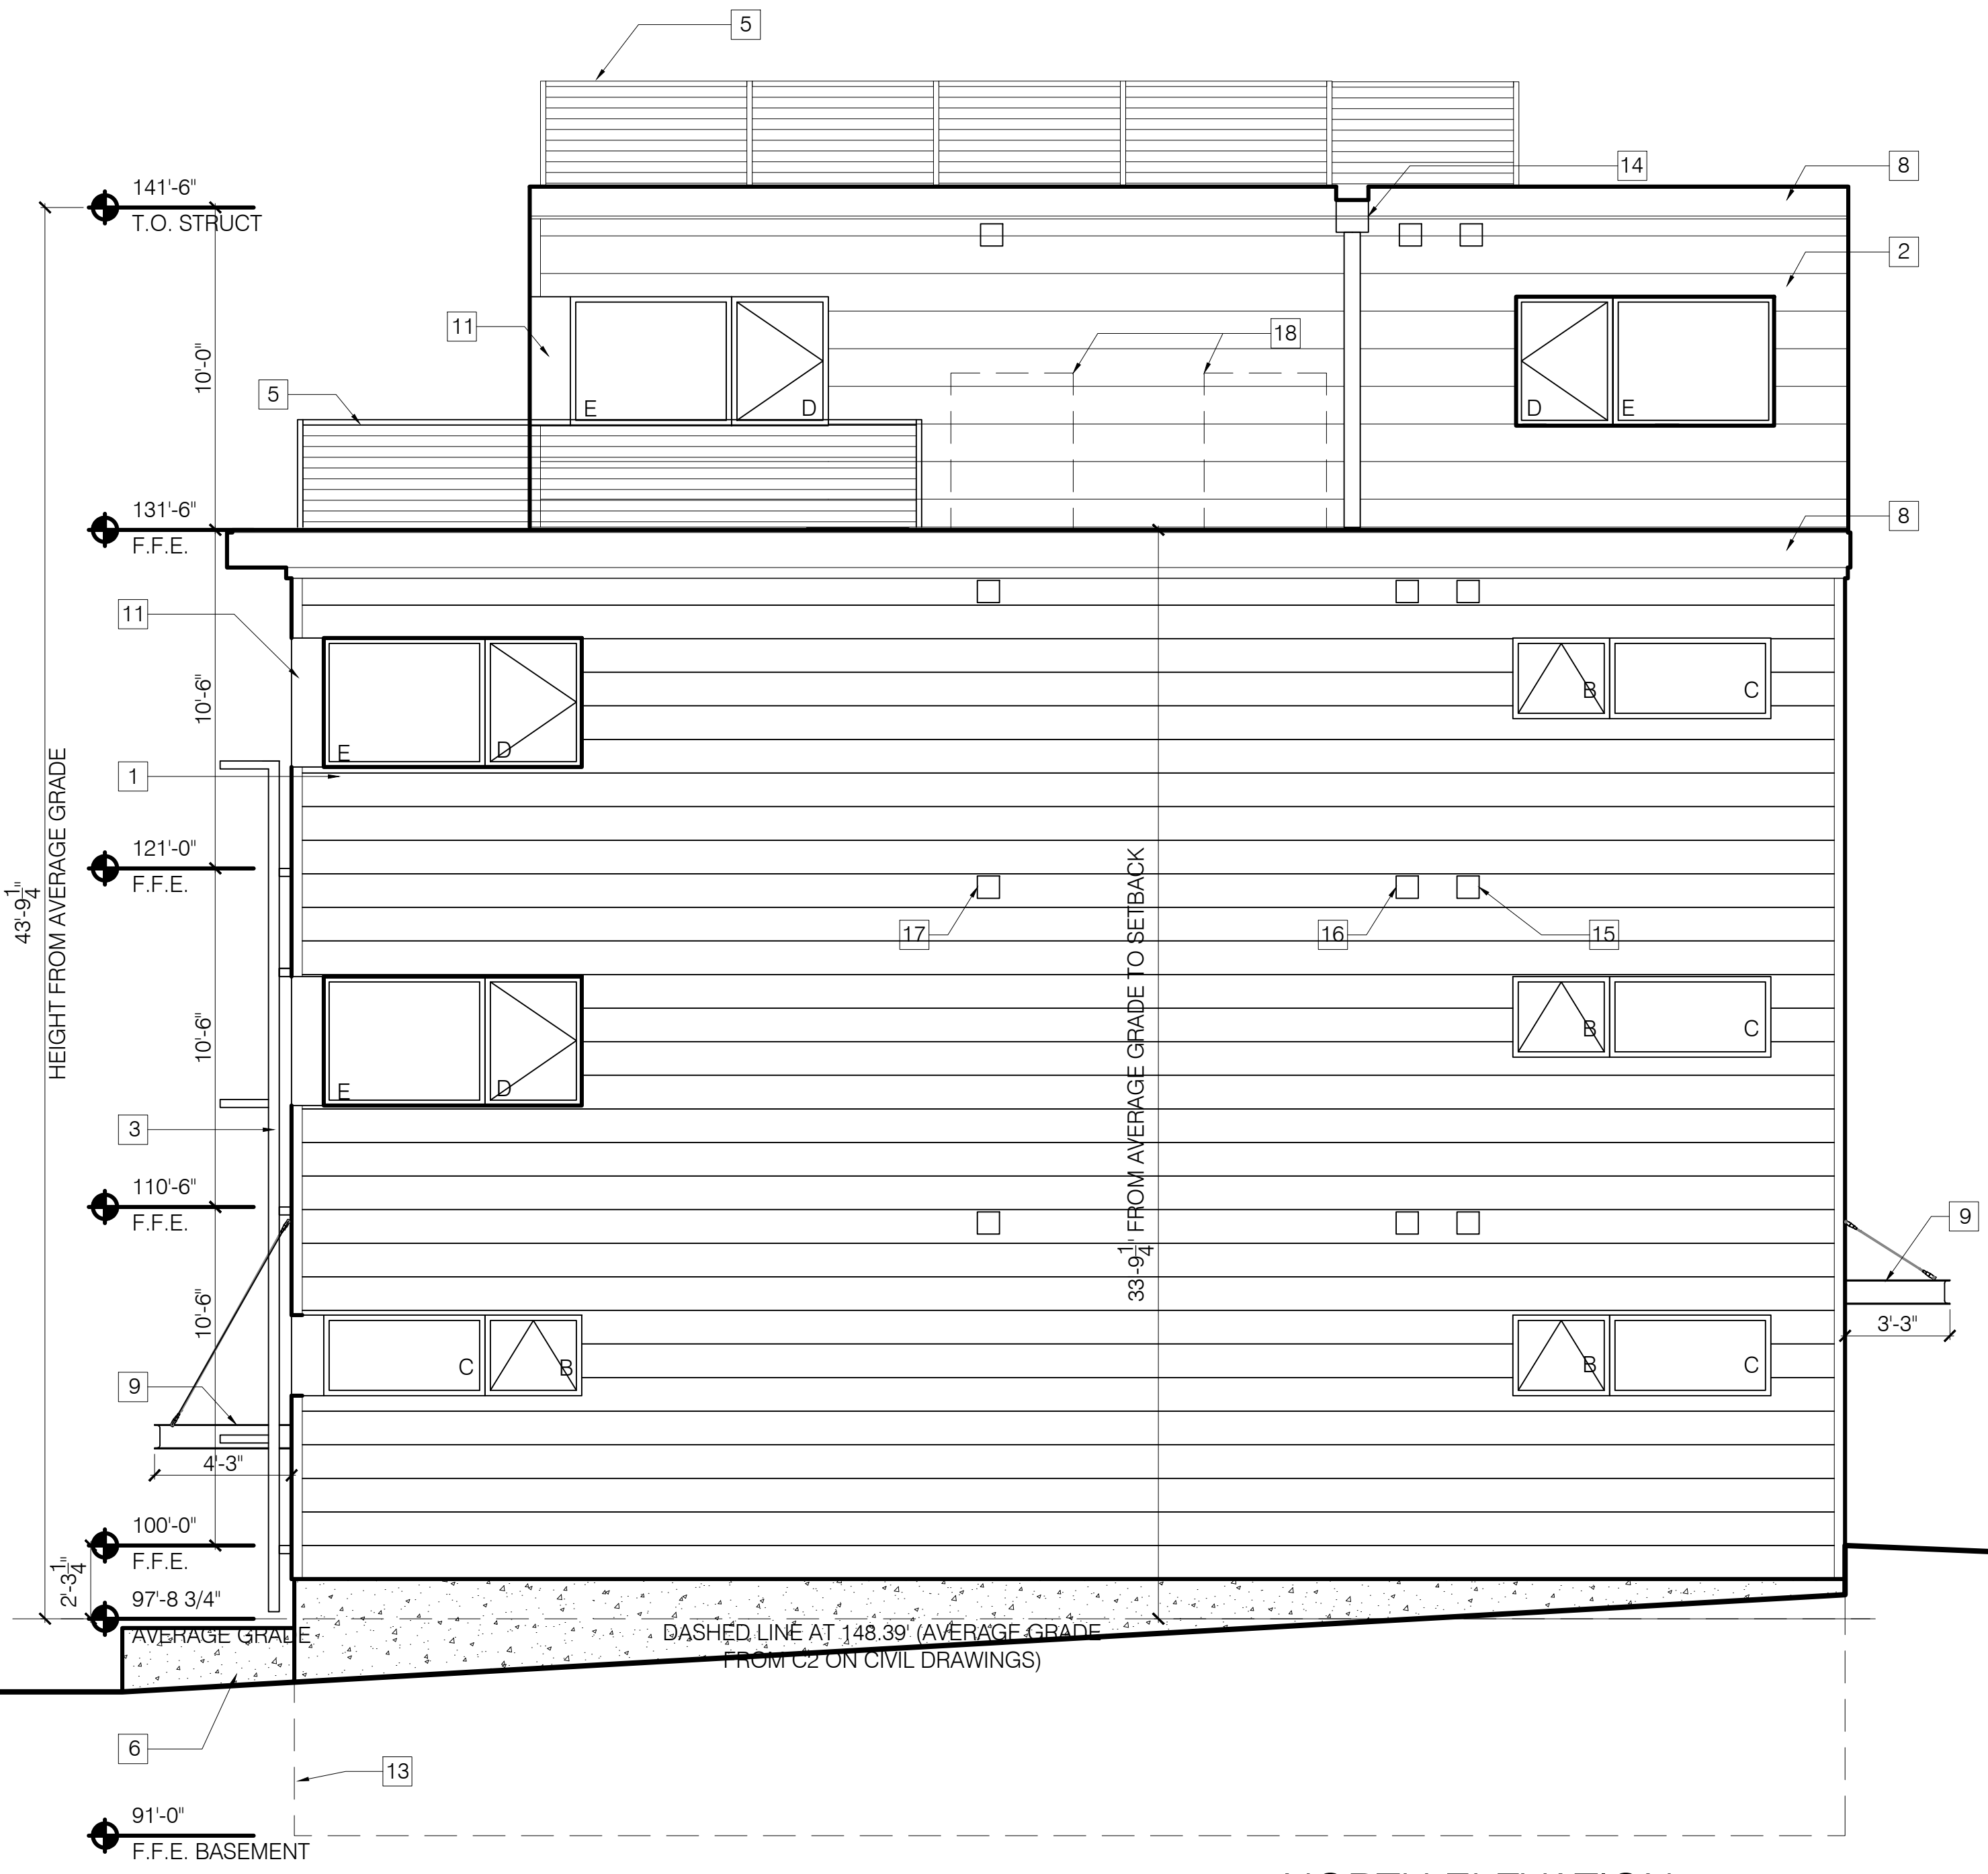 5
14
8
141'-6"
T.O. STRUCT
2
11
18
10'-0"
5
E
D
D
E
131'-6"
F.F.E.
8
11
10'-6"
B
C
E
D
1
43'-9 1/4"
HEIGHT FROM AVERAGE GRADE
121'-0"
F.F.E.
17
16
15
33'-9 1/4' FROM AVERAGE GRADE TO SETBACK
10'-6"
B
C
E
D
3
110'-6"
F.F.E.
9
10'-6"
3'-3"
C
B
B
C
9
4'-3"
100'-0"
F.F.E.
2'-3 1/4"
97'-8 3/4"
AVERAGE GRADE
DASHED LINE AT 148.39' (AVERAGE GRADE
FROM C2 ON CIVIL DRAWINGS)
6
13
91'-0"
F.F.E. BASEMENT